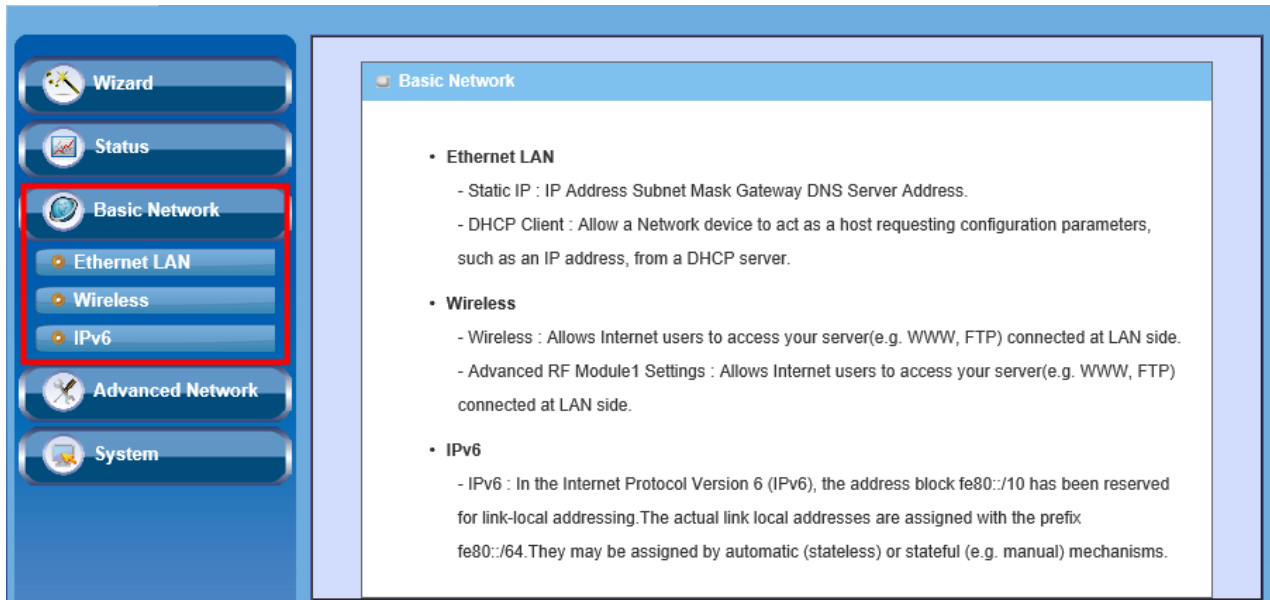 Wizard
Status
Basic Network
Ethernet LAN
Wireless
IPv6
Advanced Network
System
Basic Network
• Ethernet LAN
- Static IP : IP Address Subnet Mask Gateway DNS Server Address.
- DHCP Client : Allow a Network device to act as a host requesting configuration parameters,
such as an IP address, from a DHCP server.
• Wireless
- Wireless : Allows Internet users to access your server(e.g. WWW, FTP) connected at LAN side.
- Advanced RF Module1 Settings : Allows Internet users to access your server(e.g. WWW, FTP)
connected at LAN side.
• IPv6
- IPv6 : In the Internet Protocol Version 6 (IPv6), the address block fe80::/10 has been reserved
for link-local addressing.The actual link local addresses are assigned with the prefix
fe80::/64.They may be assigned by automatic (stateless) or stateful (e.g. manual) mechanisms.